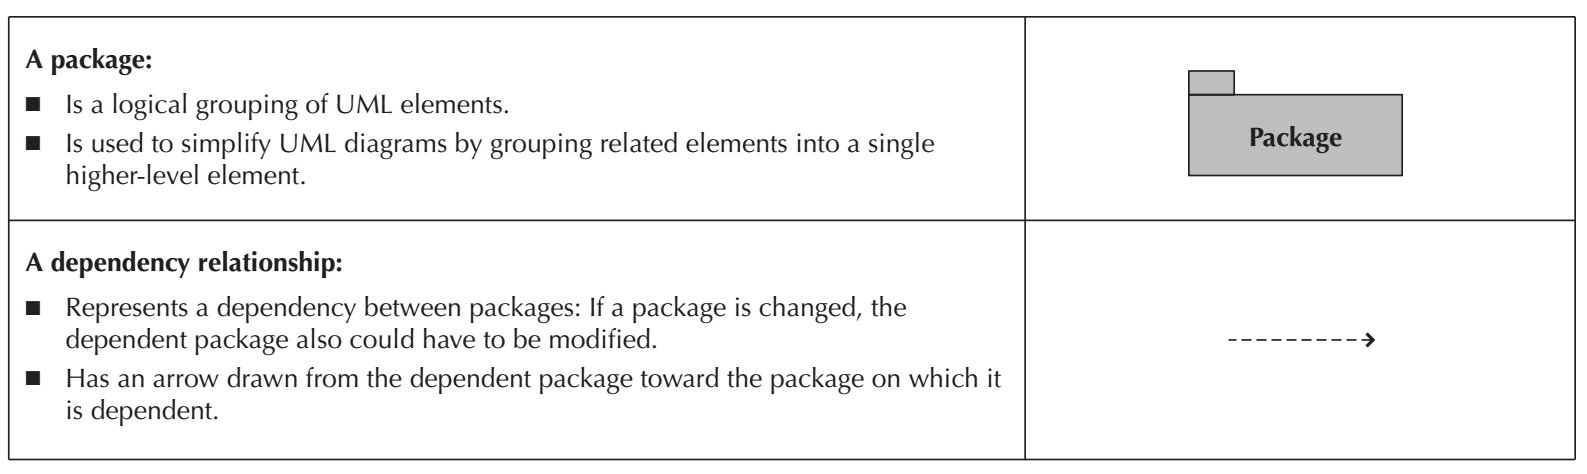 A package:
■ Is a logical grouping of UML elements.
■ Is used to simplify UML diagrams by grouping related elements into a single
higher-level element.
Package
A dependency relationship:
■ Represents a dependency between packages: If a package is changed, the
dependent package also could have to be modified.
■ Has an arrow drawn from the dependent package toward the package on which it
is dependent.